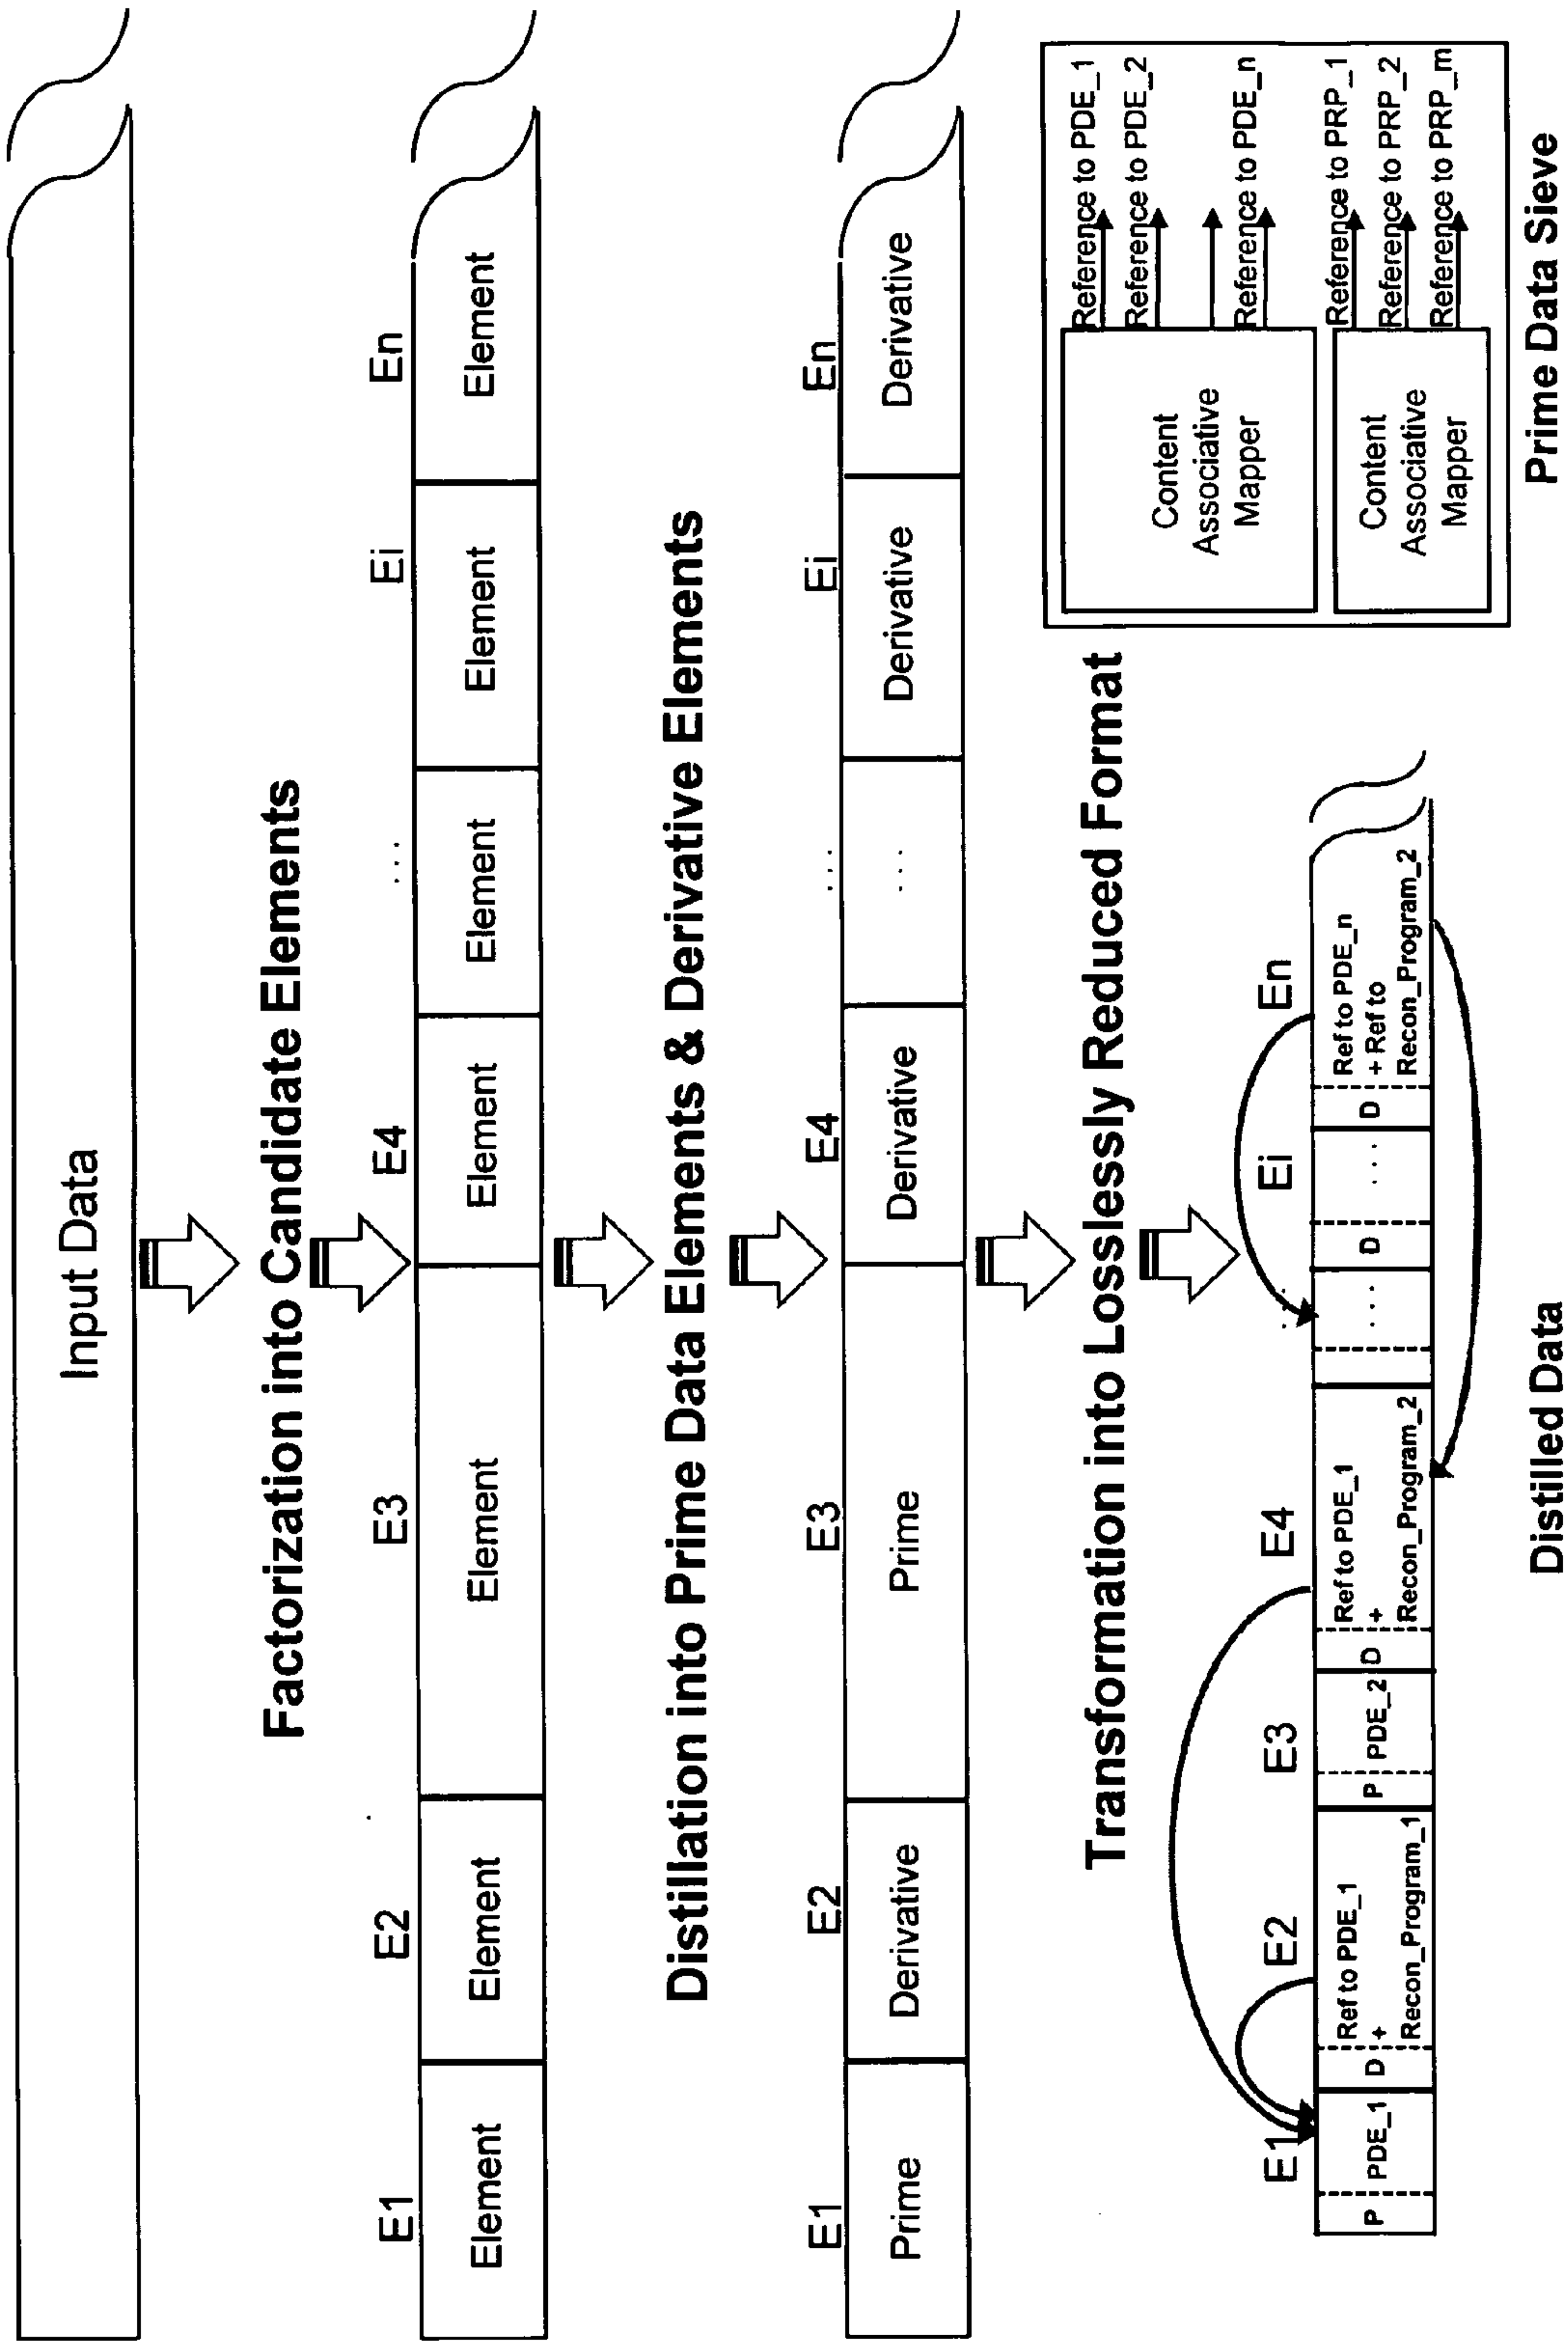 Input Data
Factorization into Candidate Elements
E1
E2
E3
E4
...
Ei
En
Element
Element
Element
Element
Element
Element
Element
Distillation into Prime Data Elements & Derivative Elements
E1
E2
E3
E4
...
Ei
En
Prime
Derivative
Prime
Derivative
...
Derivative
Derivative
Transformation into Losslessly Reduced Format
E1
E2
E3
E4
...
Ei
En
P
PDE_1
D
Ref to PDE_1
+
Recon_Program_1
P
PDE_2
D
Ref to PDE_1
+
Recon_Program_2
...
D
...
D
Ref to PDE_n
+ Ref to
Recon_Program_2
Distilled Data
Content
Associative
Mapper
Reference to PDE_1
Reference to PDE_2
Reference to PDE_n
Content
Associative
Mapper
Reference to PRP_1
Reference to PRP_2
Reference to PRP_m
Prime Data Sieve